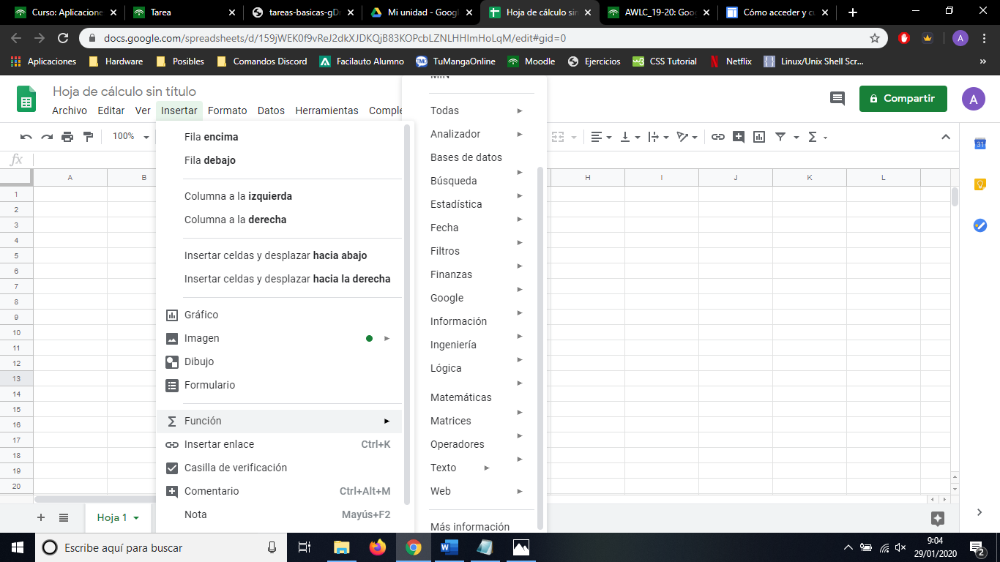 Curso: Aplicacione
Tarea
tareas-basicas-gDr
Mi unidad - Googl
Hoja de cálculo sin
AWLC_19-20: Goo
Cómo acceder y cu
docs.google.com/spreadsheets/d/159jWEK0f9vReJ2dkXJDKQjB83KOPcbLZNLHHImHoLqM/edit#gid=0
A
Aplicaciones
Hardware
Posibles
Comandos Discord
Facilauto Alumno
TuMangaOnline
Moodle
Ejercicios
CSS Tutorial
Netflix
Linux/Unix Shell Scr...
»
Hoja de cálculo sin título
Archivo Editar Ver Insertar Formato Datos Herramientas Comple
Compartir
A
100%
fx
A B H I J K L
1
2
3
4
5
6
7
8
9
10
11
12
13
14
15
16
17
18
19
20
Fila encima
Fila debajo
Columna a la izquierda
Columna a la derecha
Insertar celdas y desplazar hacia abajo
Insertar celdas y desplazar hacia la derecha
Gráfico
Imagen
Dibujo
Formulario
Función
Insertar enlace Ctrl+K
Casilla de verificación
Comentario Ctrl+Alt+M
Nota Mayús+F2
MIN
Todas
Analizador
Bases de datos
Búsqueda
Estadística
Fecha
Filtros
Finanzas
Google
Información
Ingeniería
Lógica
Matemáticas
Matrices
Operadores
Texto
Web
Más información
31
Hoja 1
Escribe aquí para buscar
9:04
29/01/2020
2